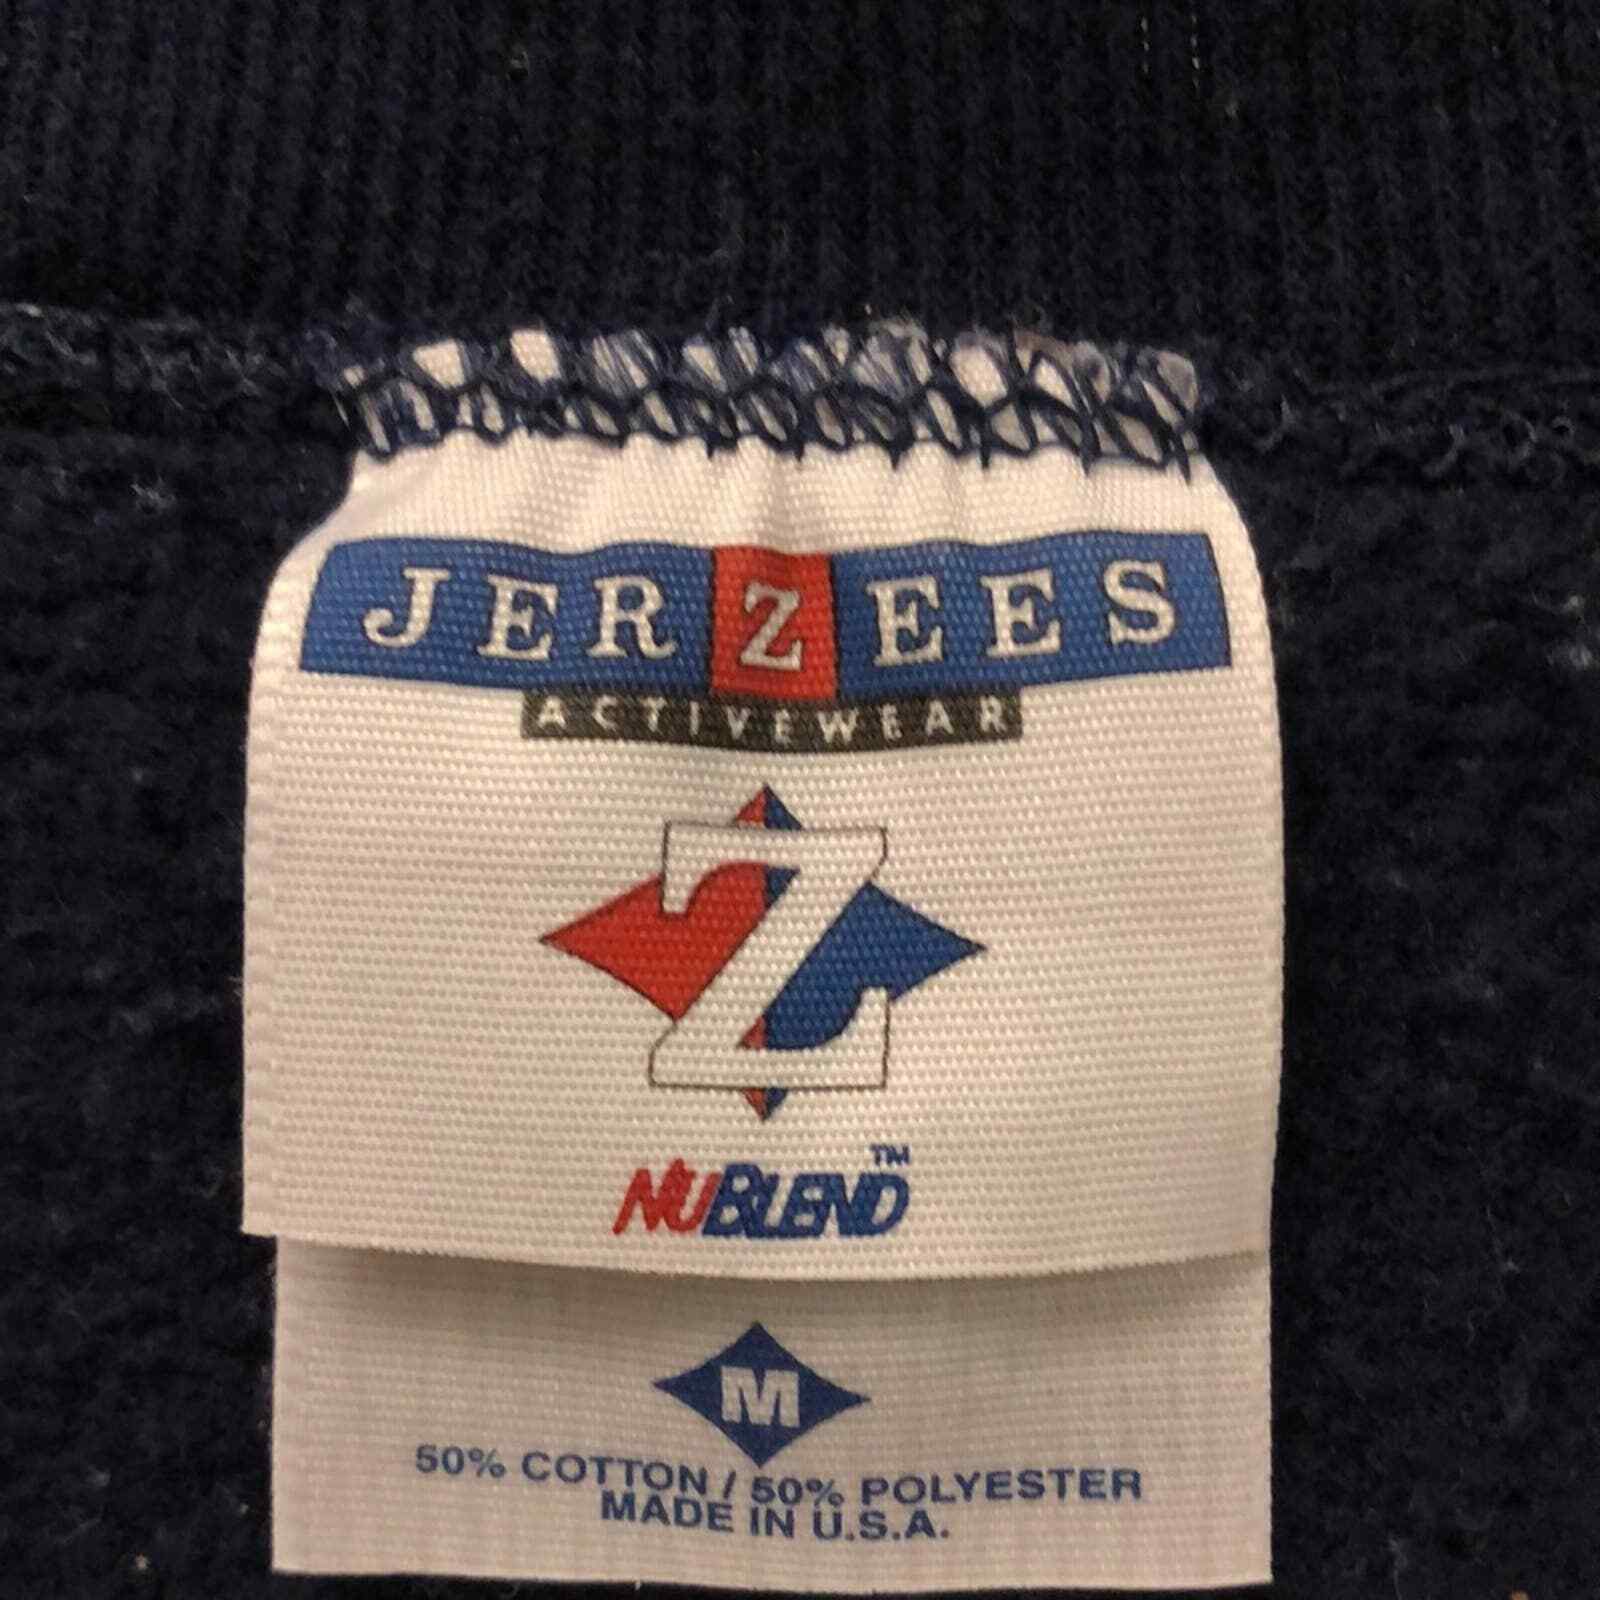 JERZEES
ACTIVEWEAR
Z
NUBLEND™
M
50% COTTON / 50% POLYESTER
MADE IN U.S.A.